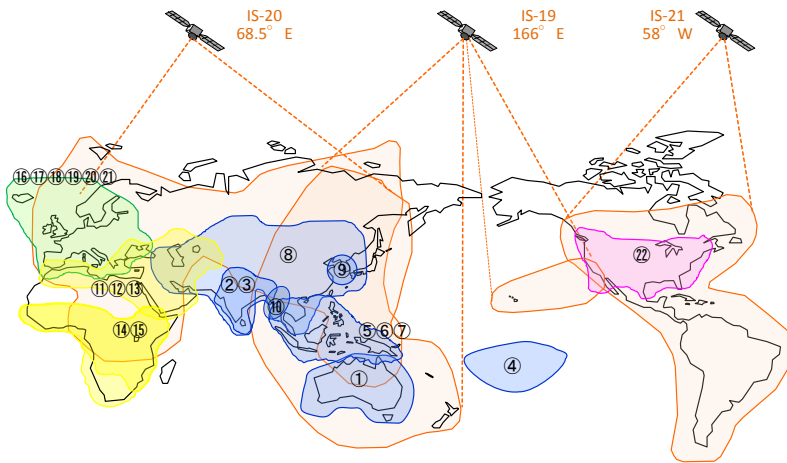 IS-20
68.5° E
IS-19
166° E
IS-21
58° W
⑯⑰⑱⑲⑳㉑
㉒
⑧
⑨
⑪⑫⑬
②③
⑩
⑭⑮
⑤⑥⑦
④
①